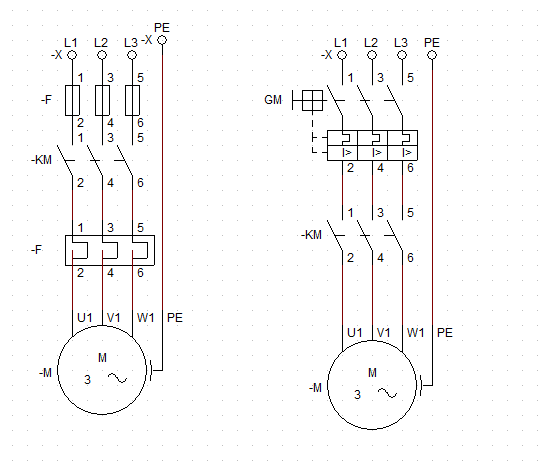 PE
L1 L2 L3 -X
-X
1 3 5
-F
2 4 6
1 3 5
-KM
2 4 6
1 3 5
-F
2 4 6
U1 V1 W1 PE
M
-M 3
L1 L2 L3 PE
-X
1 3 5
GM
I> I> I>
2 4 6
1 3 5
-KM
2 4 6
U1 V1 W1 PE
M
-M 3